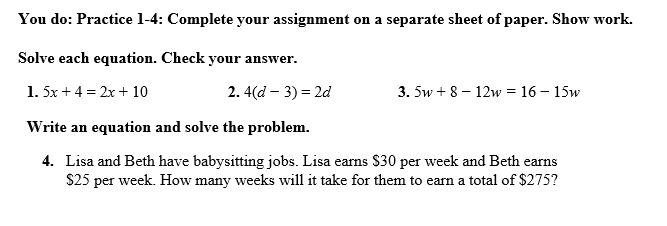 You do: Practice 1-4: Complete your assignment on a separate sheet of paper. Show work.
Solve each equation. Check your answer.
1. 5x + 4 = 2x + 10 2. 4(d – 3) = 2d 3. 5w + 8 – 12w = 16 – 15w
Write an equation and solve the problem.
4. Lisa and Beth have babysitting jobs. Lisa earns $30 per week and Beth earns
$25 per week. How many weeks will it take for them to earn a total of $275?